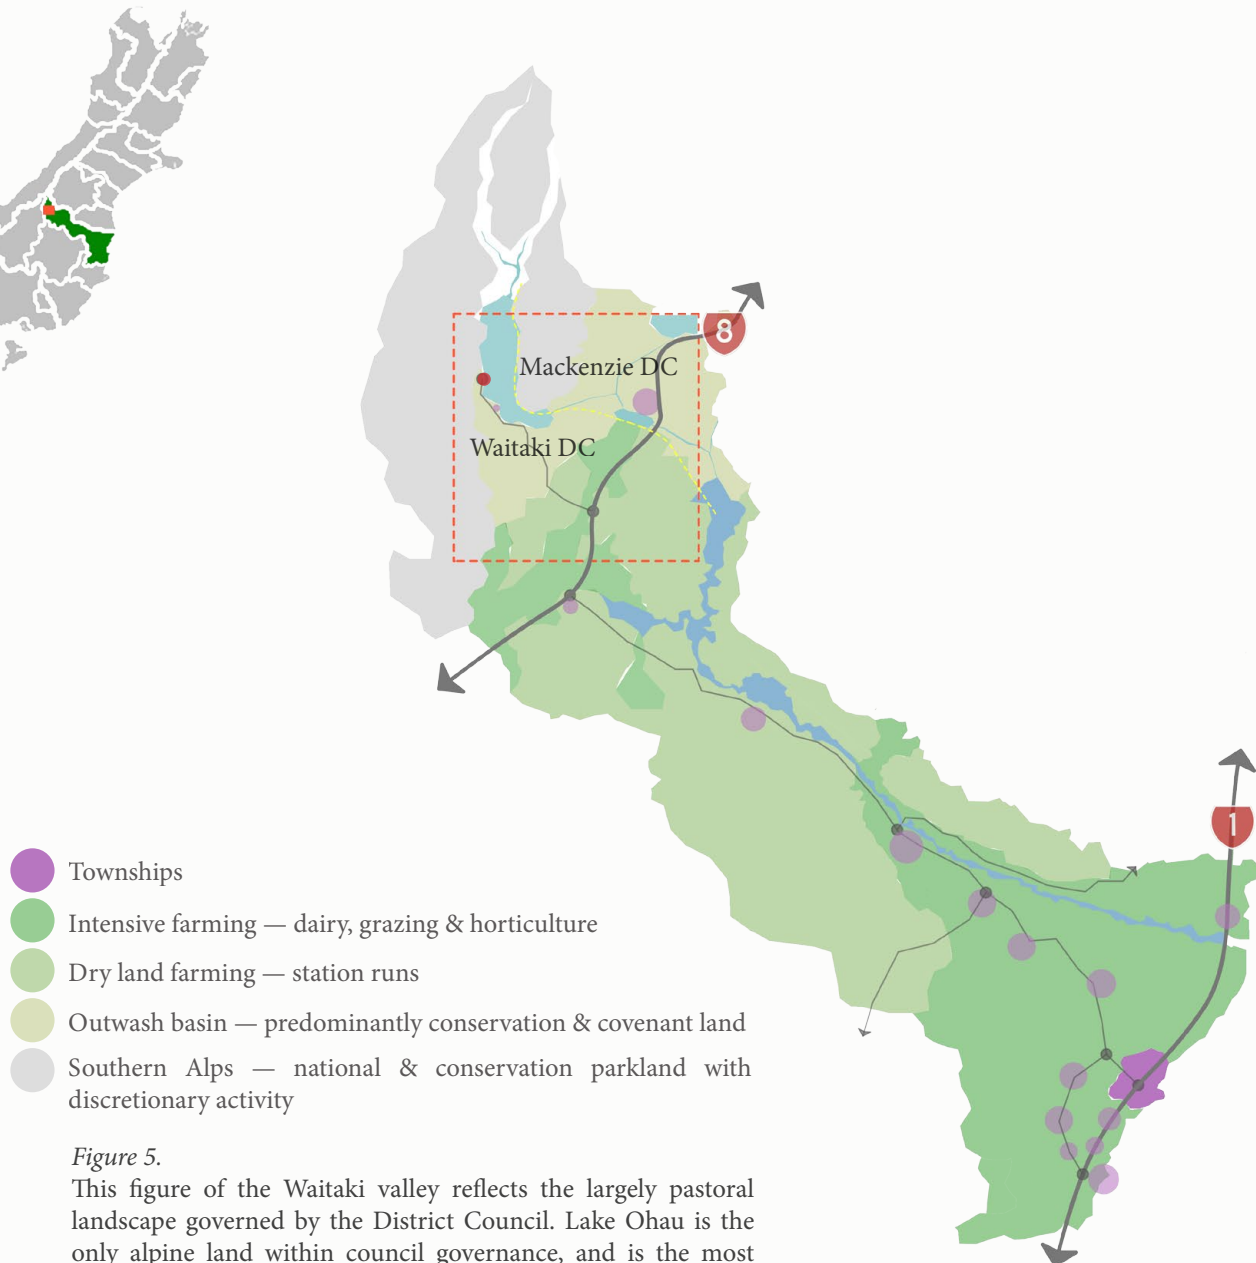 8
Mackenzie DC
Waitaki DC
1
Townships
Intensive farming — dairy, grazing & horticulture
Dry land farming — station runs
Outwash basin — predominantly conservation & covenant land
Southern Alps — national & conservation parkland with
discretionary activity
Figure 5.
This figure of the Waitaki valley reflects the largely pastoral
landscape governed by the District Council. Lake Ohau is the
only alpine land within council governance, and is the most